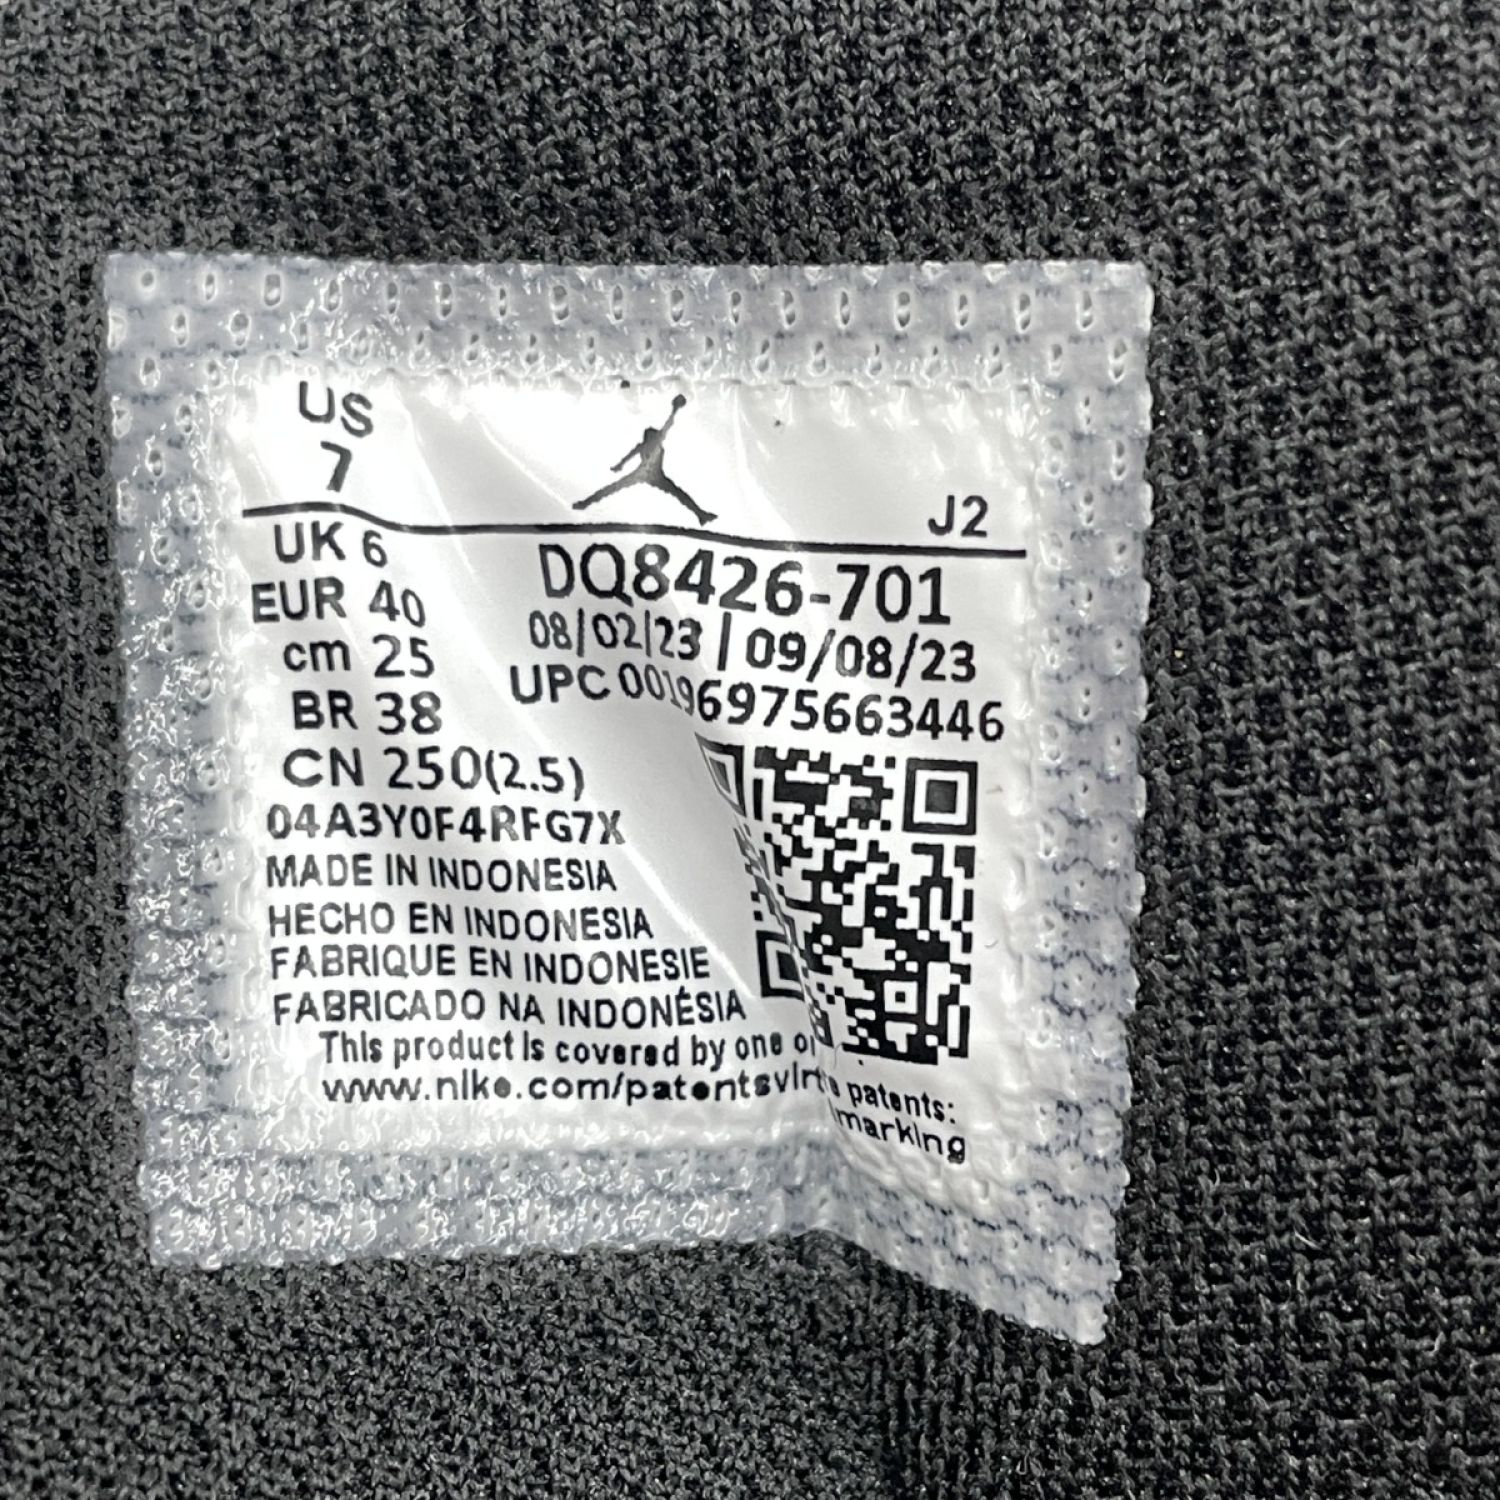 US
7
J2
UK 6
EUR 40
cm 25
BR 38
CN 250(2.5)
DQ8426-701
08/02/23 | 09/08/23
UPC 00196975663446
04A3Y0F4RFG7X
MADE IN INDONESIA
HECHO EN INDONESIA
FABRIQUE EN INDONESIE
FABRICADO NA INDONÉSIA
This product is covered by one or patents:
www.nike.com/patentsvirt marking